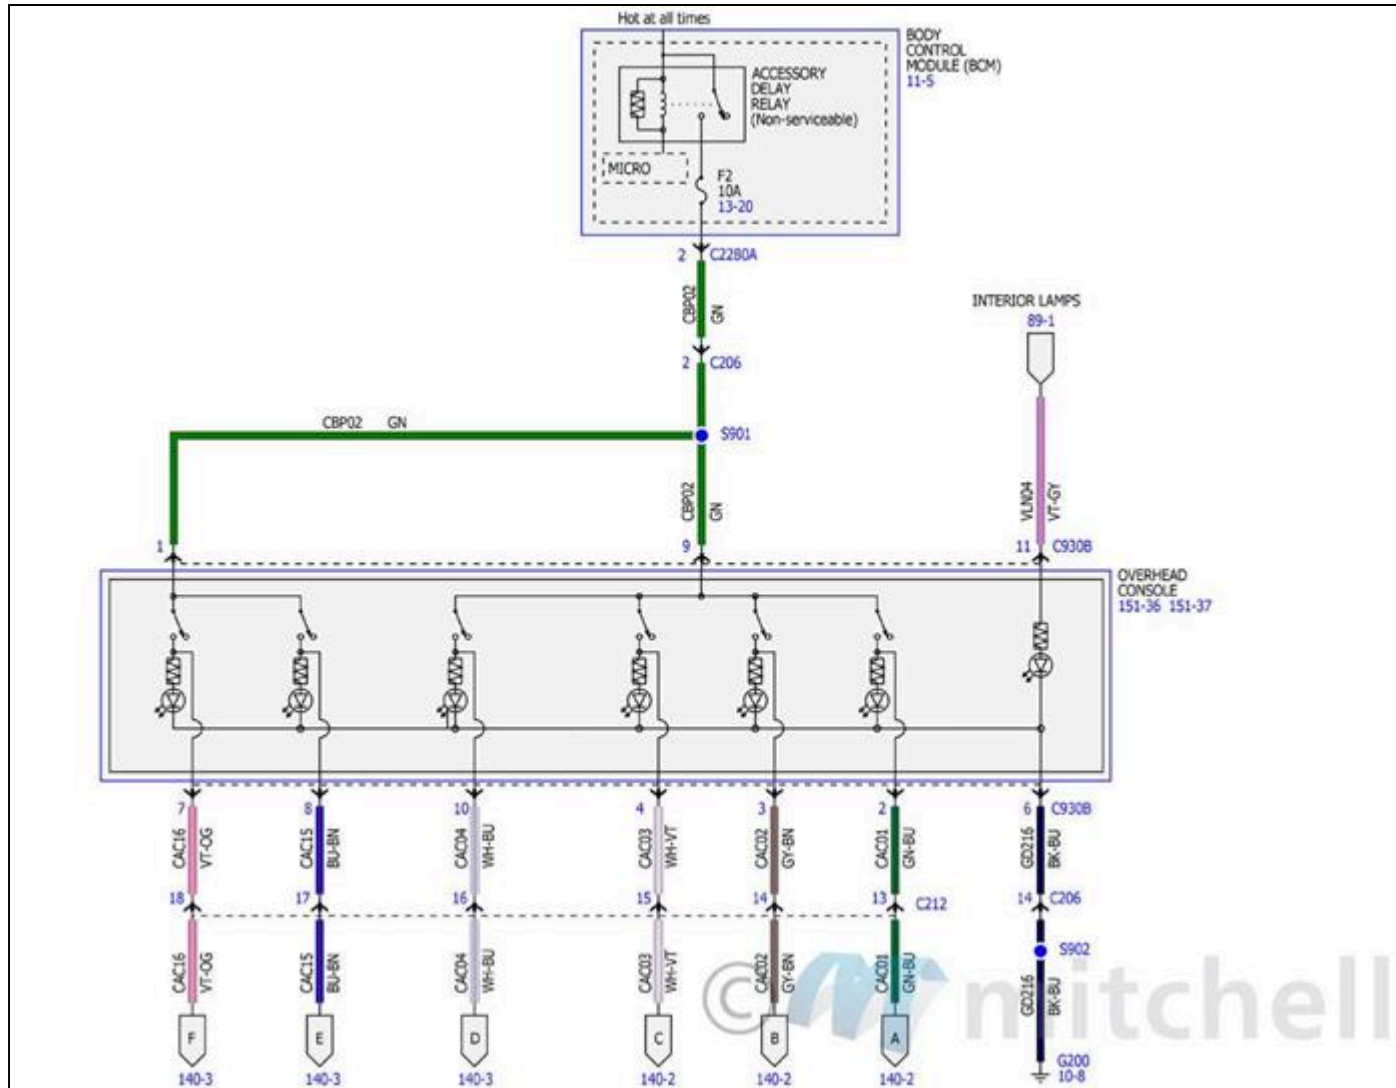 Hot at all times
BODY
CONTROL
MODULE (BCM)
11-5
ACCESSORY
DELAY
RELAY
(Non-serviceable)
MICRO
F2
10A
13-20
2 C2280A
CBP02 GN
2 C206
INTERIOR LAMPS
89-1
CBP02 GN
S901
CBP02 GN
VLN04 VT-GY
1 9 11 C930B
OVERHEAD
CONSOLE
151-36 151-37
7 8 10 4 3 2 6 C930B
CAC16 VT-OG CAC15 BU-BN CAC04 WH-BU CAC03 WH-VT CAC02 GY-BN CAC01 GN-BU GD216 BK-BU
18 17 16 15 14 13 C212 14 C206
S902
CAC16 VT-OG CAC15 BU-BN CAC04 WH-BU CAC03 WH-VT CAC02 GY-BN CAC01 GN-BU GD216 BK-BU
© mitchell
F E D C B A
G200
10-8
140-3 140-3 140-3 140-2 140-2 140-2